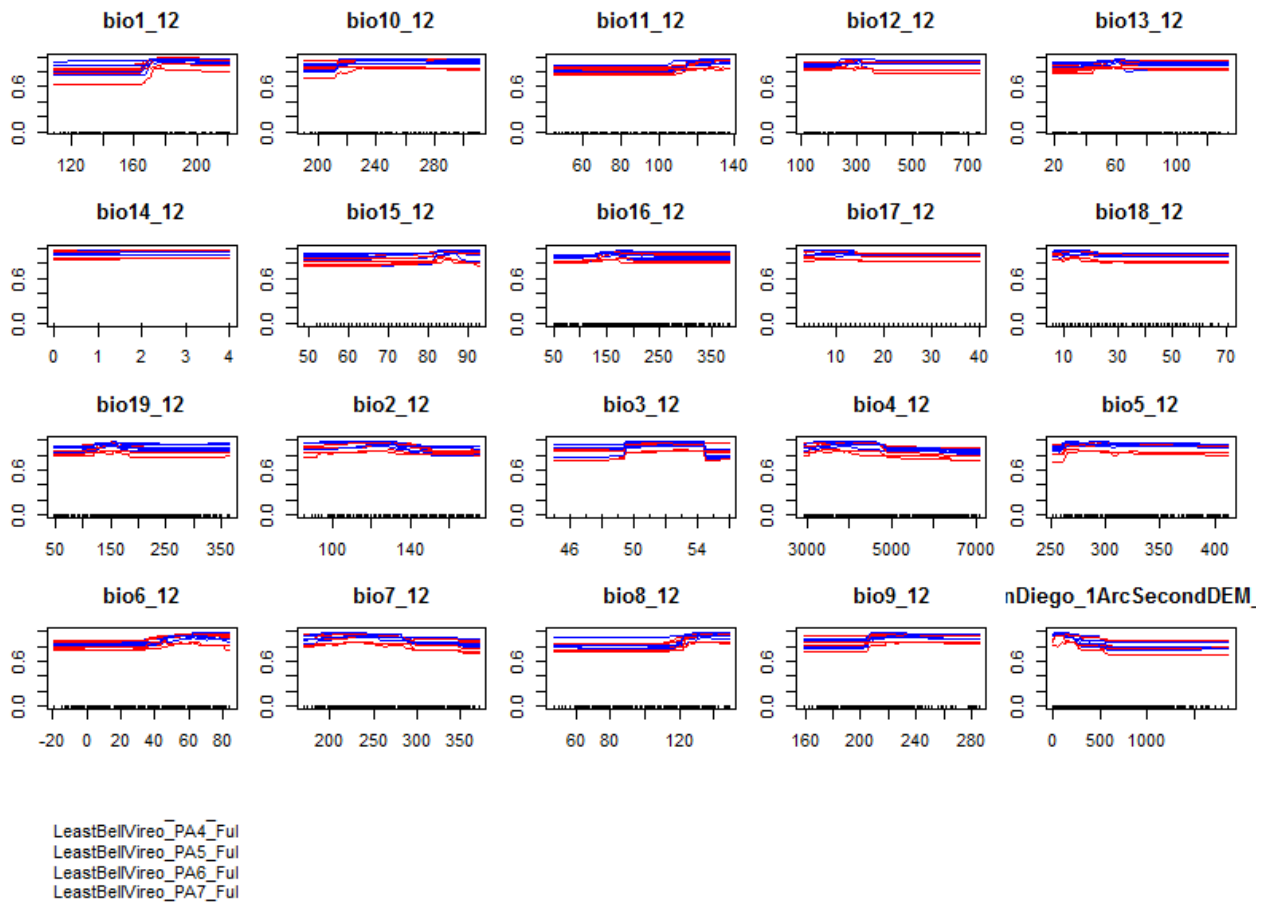 bio1_12 bio10_12 bio11_12 bio12_12 bio13_12
0.0 0.6 0.0 0.6 0.0 0.6 0.0 0.6 0.0 0.6
120 160 200 200 240 280 40 60 80 100 140 100 300 500 700 20 60 100
bio14_12 bio15_12 bio16_12 bio17_12 bio18_12
0.0 0.6 0.0 0.6 0.0 0.6 0.0 0.6 0.0 0.6
0 1 2 3 4 50 60 70 80 90 50 150 250 350 10 20 30 40 10 30 50 70
bio19_12 bio2_12 bio3_12 bio4_12 bio5_12
0.0 0.6 0.0 0.6 0.0 0.6 0.0 0.6 0.0 0.6
50 150 250 350 100 140 46 50 54 3000 5000 7000 250 300 350 400
bio6_12 bio7_12 bio8_12 bio9_12 nDiego_1ArcSecondDEM_
0.0 0.6 0.0 0.6 0.0 0.6 0.0 0.6 0.0 0.6
-20 0 20 40 60 80 200 250 300 350 60 80 120 160 200 240 280 0 500 1000
LeastBellVireo_PA4_Ful
LeastBellVireo_PA5_Ful
LeastBellVireo_PA6_Ful
LeastBellVireo_PA7_Ful